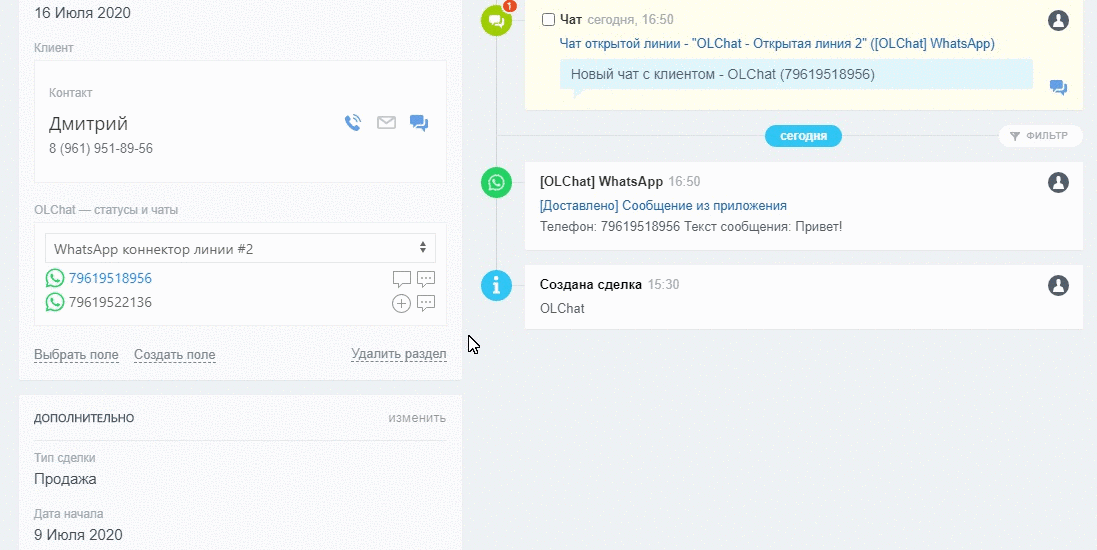 16 Июля 2020
Клиент
Контакт
Дмитрий
8 (961) 951-89-56
OLChat — статусы и чаты
WhatsApp коннектор линии #2
79619518956
79619522136
Выбрать поле Создать поле Удалить раздел
ДОПОЛНИТЕЛЬНО изменить
Тип сделки
Продажа
Дата начала
9 Июля 2020
1
Чат сегодня, 16:50
Чат открытой линии - "OLChat - Открытая линия 2" ([OLChat] WhatsApp)
Новый чат с клиентом - OLChat (79619518956)
сегодня
ФИЛЬТР
[OLChat] WhatsApp 16:50
[Доставлено] Сообщение из приложения
Телефон: 79619518956 Текст сообщения: Привет!
Создана сделка 15:30
OLChat